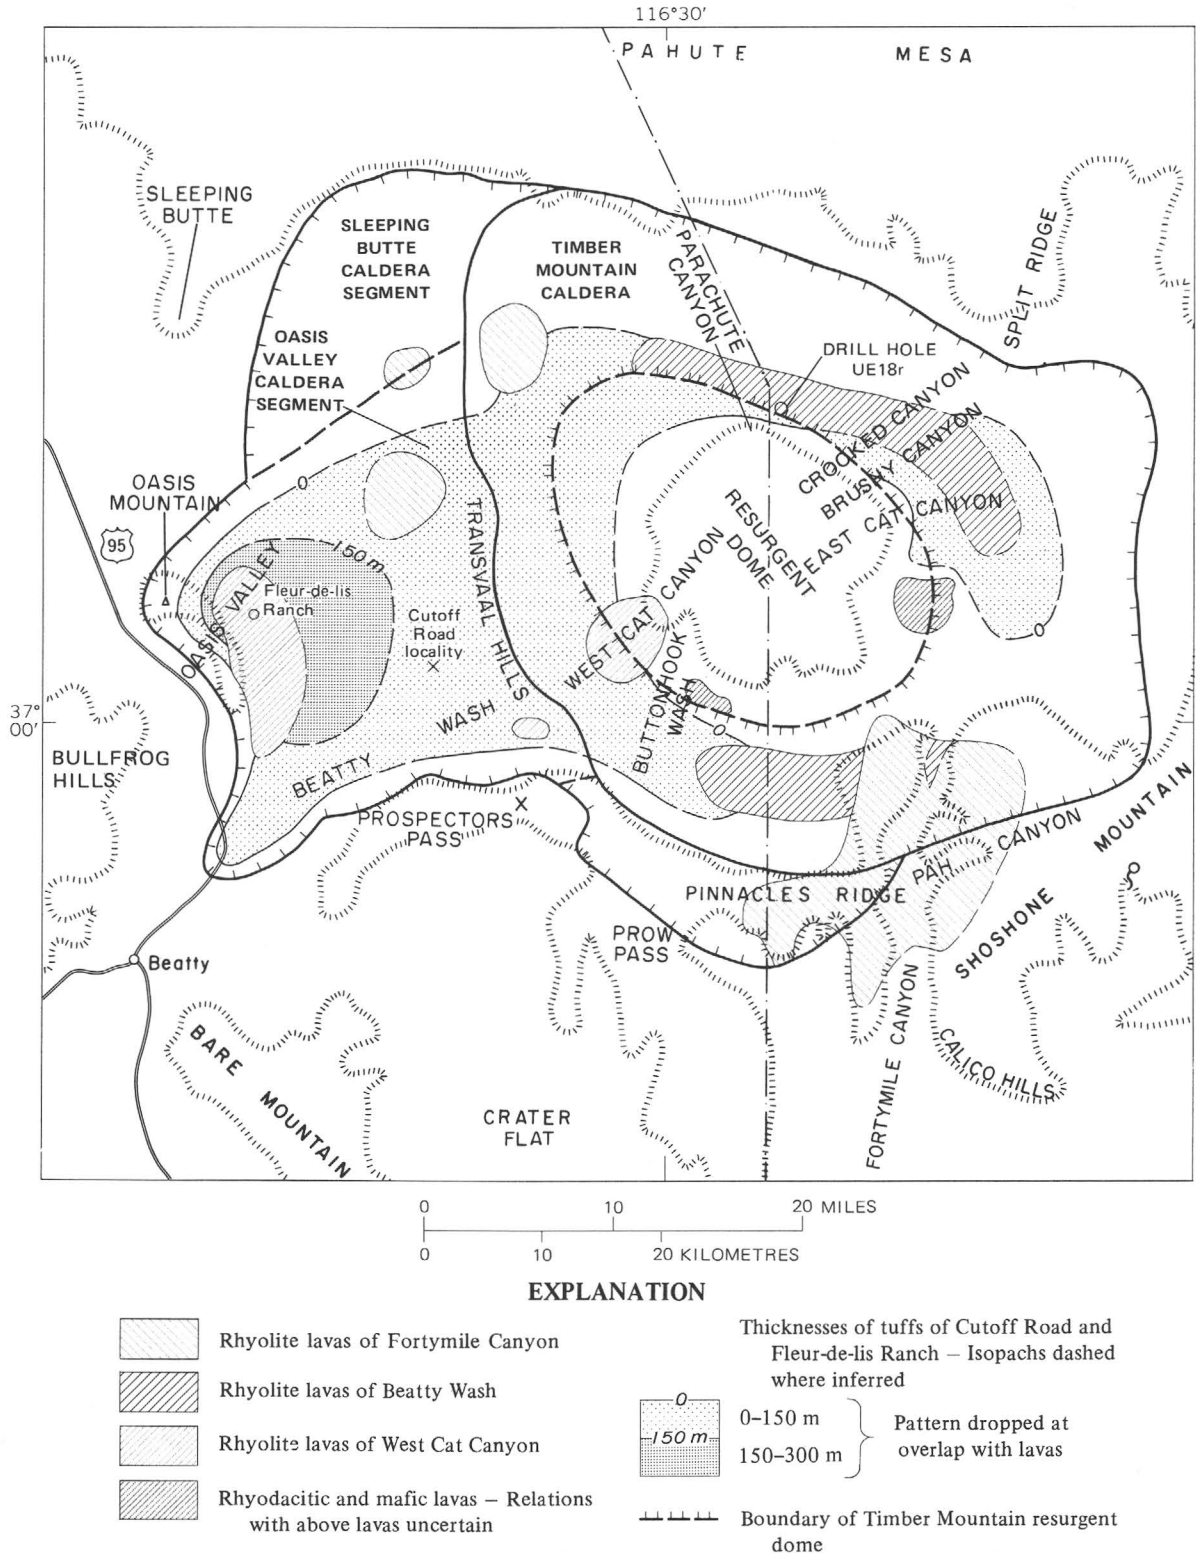 116°30′
PAHUTE MESA
SLEEPING
BUTTE
SLEEPING
BUTTE
CALDERA
SEGMENT
TIMBER
MOUNTAIN
CALDERA
PARACHUTE
CANYON
SPLIT RIDGE
OASIS
VALLEY
CALDERA
SEGMENT
DRILL HOLE
UE18r
CROOKED CANYON
BRUSHY CANYON
EAST CAT CANYON
0
OASIS
MOUNTAIN
95
150 m
OASIS VALLEY
Fleur-de-lis
Ranch
Cutoff
Road
locality
TRANSVAAL HILLS
RESURGENT
DOME
WEST CAT CANYON
BUTTONHOOK
WASH
0
0
37°
00′
BULLFROG
HILLS
BEATTY WASH
PROSPECTORS
PASS
PINNACLES RIDGE
PAH CANYON
SHOSHONE MOUNTAIN
PROW
PASS
Beatty
BARE MOUNTAIN
CRATER
FLAT
FORTYMILE CANYON
CALICO HILLS
0 10 20 MILES
0 10 20 KILOMETRES
EXPLANATION
Rhyolite lavas of Fortymile Canyon
Rhyolite lavas of Beatty Wash
Rhyolite lavas of West Cat Canyon
Rhyodacitic and mafic lavas – Relations
with above lavas uncertain
Thicknesses of tuffs of Cutoff Road and
Fleur-de-lis Ranch – Isopachs dashed
where inferred
0
0–150 m
150 m
150–300 m
Pattern dropped at
overlap with lavas
Boundary of Timber Mountain resurgent
dome